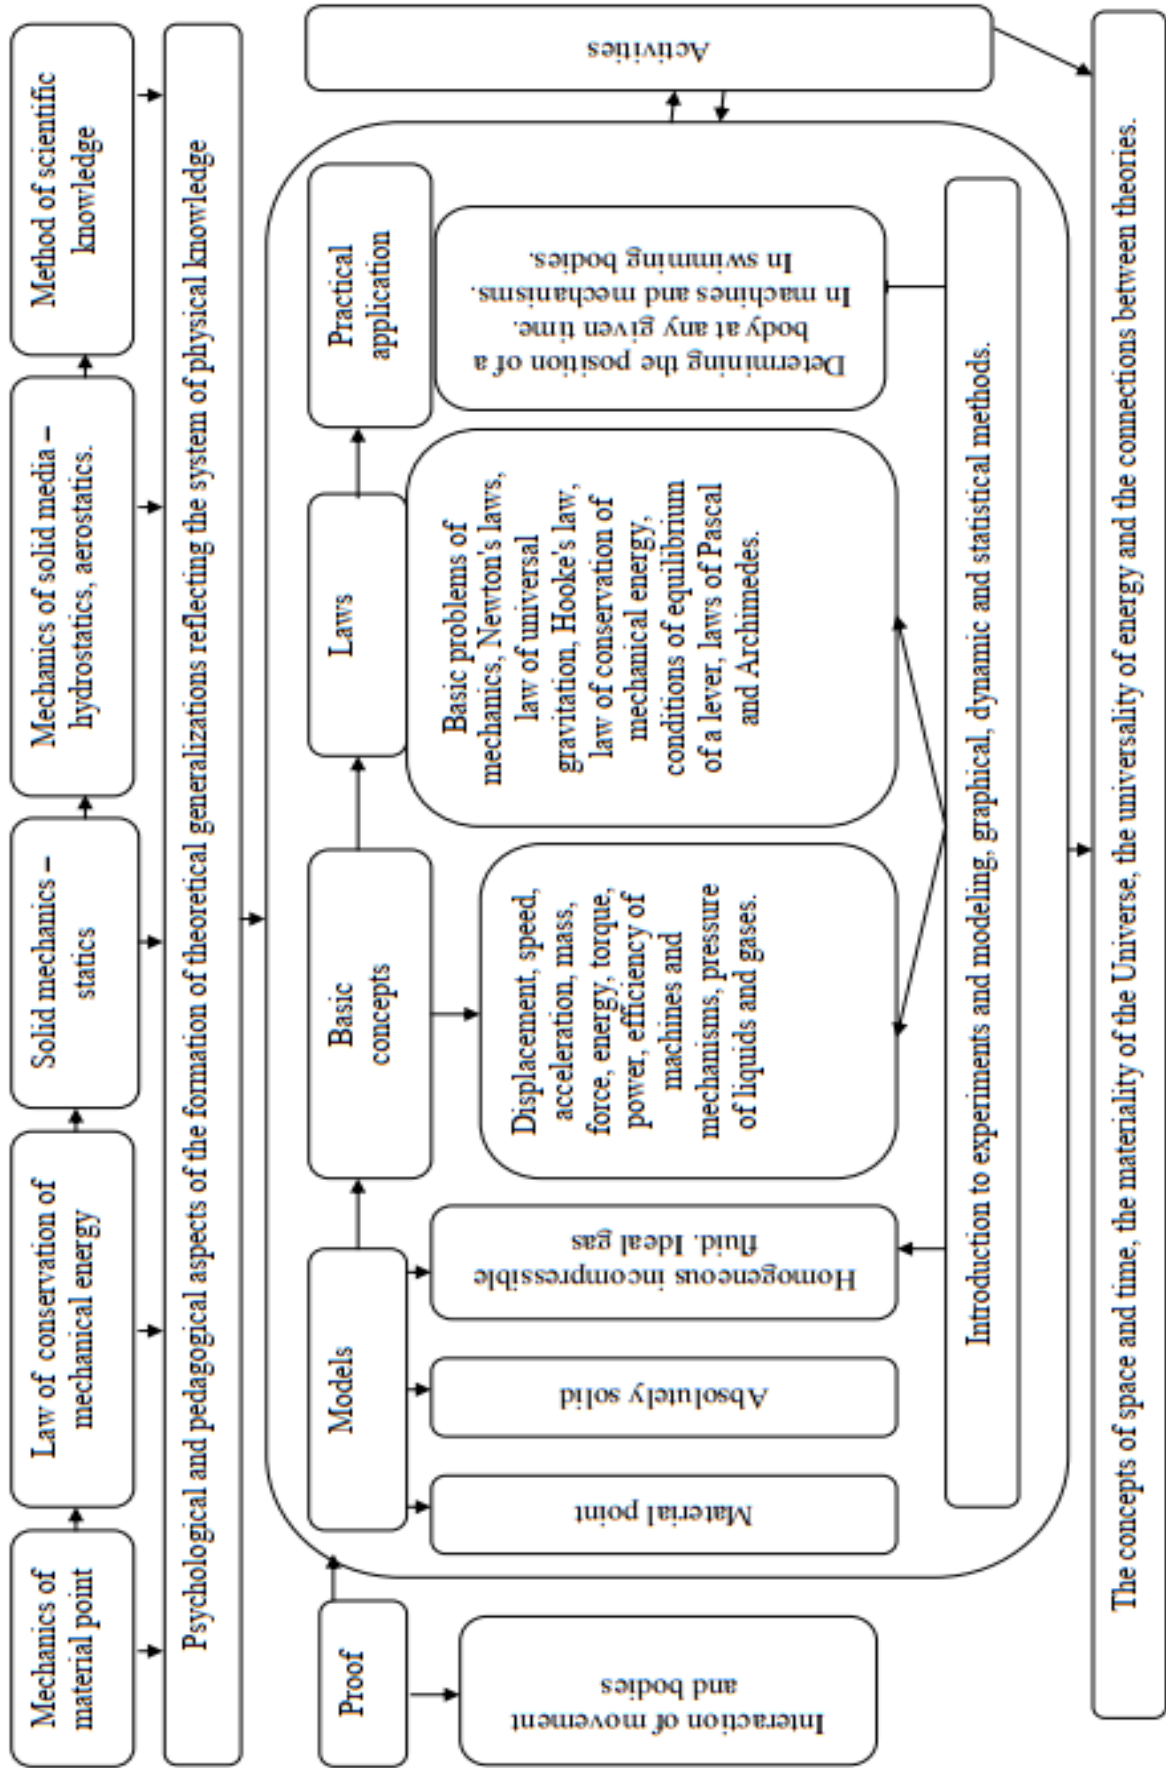 Mechanics of
material point
Law of conservation of
mechanical energy
Solid mechanics –
statics
Mechanics of solid media –
hydrostatics, aerostatics.
Method of scientific
knowledge
Psychological and pedagogical aspects of the formation of theoretical generalizations reflecting the system of physical knowledge
Proof
Interaction of movement
and bodies
Models
Material point
Absolutely solid
Homogeneous incompressible
fluid. Ideal gas
Basic
concepts
Displacement, speed,
acceleration, mass,
force, energy, torque,
power, efficiency of
machines and
mechanisms, pressure
of liquids and gases.
Laws
Basic problems of
mechanics, Newton's laws,
law of universal
gravitation, Hooke's law,
law of conservation of
mechanical energy,
conditions of equilibrium
of a lever, laws of Pascal
and Archimedes.
Practical
application
Determining the position of a
body at any given time.
In machines and mechanisms.
In swimming bodies.
Activities
Introduction to experiments and modeling, graphical, dynamic and statistical methods.
The concepts of space and time, the materiality of the Universe, the universality of energy and the connections between theories.